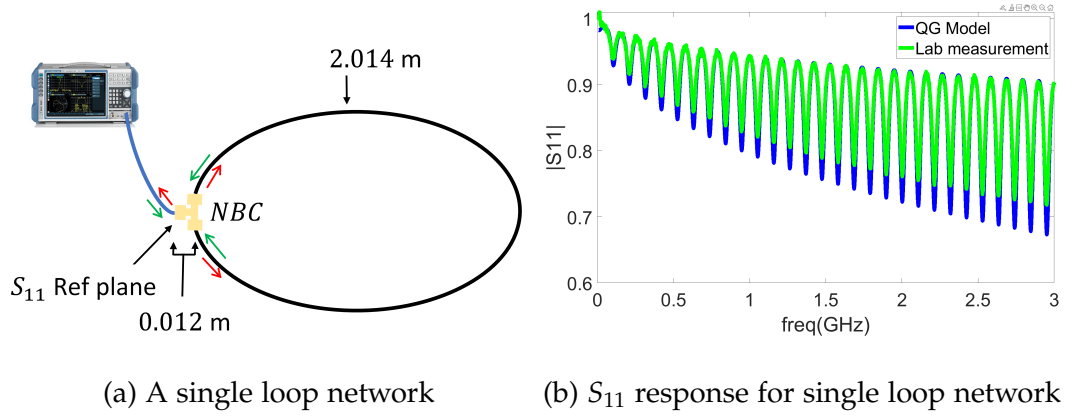 2.014 m
NBC
S₁₁ Ref plane
0.012 m
(a) A single loop network
QG Model
Lab measurement
|S11|
1
0.9
0.8
0.7
0.6
0 0.5 1 1.5 2 2.5 3
freq(GHz)
(b) S₁₁ response for single loop network